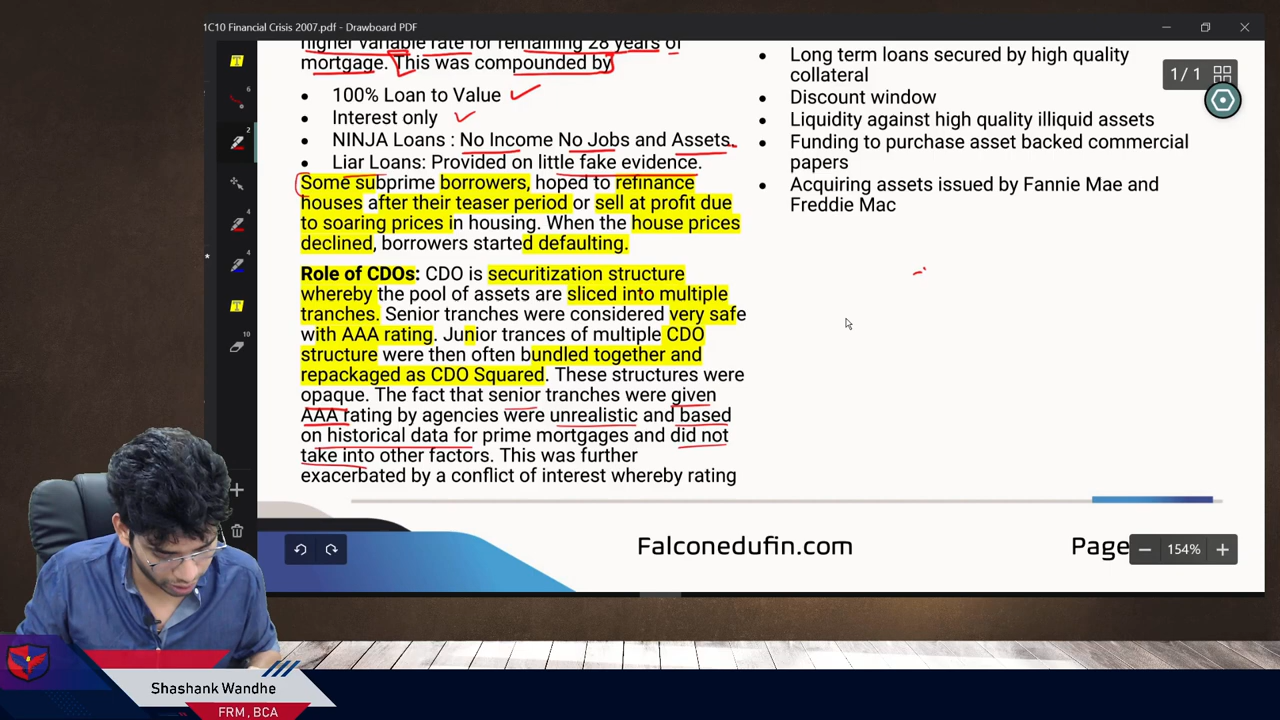 1C10 Financial Crisis 2007.pdf - Drawboard PDF
higher variable rate for remaining 28 years of
mortgage. This was compounded by
• 100% Loan to Value
• Interest only
• NINJA Loans : No Income No Jobs and Assets.
• Liar Loans: Provided on little fake evidence.
Some subprime borrowers, hoped to refinance
houses after their teaser period or sell at profit due
to soaring prices in housing. When the house prices
declined, borrowers started defaulting.
Role of CDOs: CDO is securitization structure
whereby the pool of assets are sliced into multiple
tranches. Senior tranches were considered very safe
with AAA rating. Junior trances of multiple CDO
structure were then often bundled together and
repackaged as CDO Squared. These structures were
opaque. The fact that senior tranches were given
AAA rating by agencies were unrealistic and based
on historical data for prime mortgages and did not
take into other factors. This was further
exacerbated by a conflict of interest whereby rating
• Long term loans secured by high quality
collateral
• Discount window
• Liquidity against high quality illiquid assets
• Funding to purchase asset backed commercial
papers
• Acquiring assets issued by Fannie Mae and
Freddie Mac
1 / 1
6
2
4
4
10
Falconedufin.com
Page
154%
Shashank Wandhe
FRM, BCA